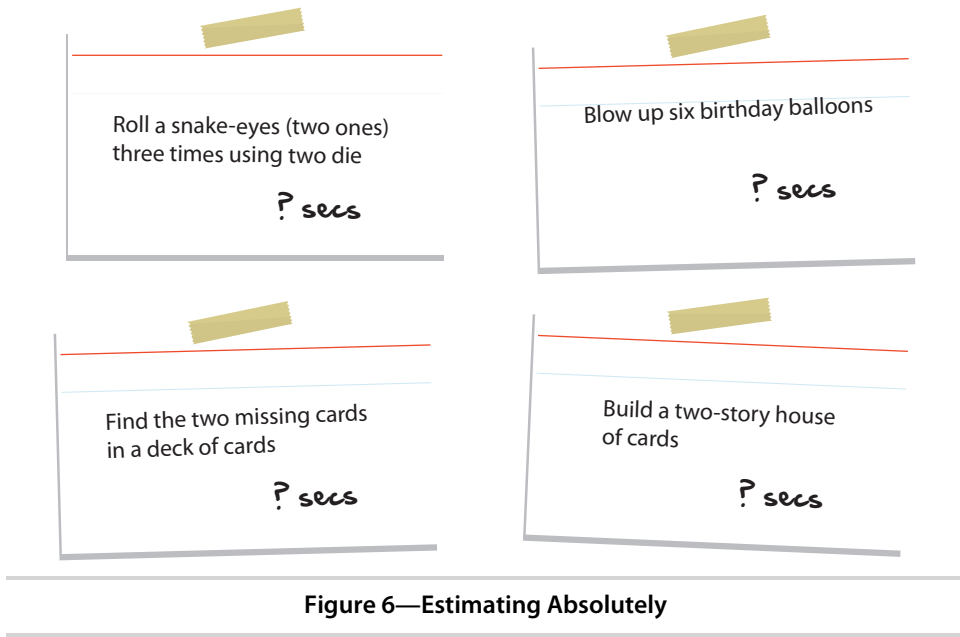 Roll a snake-eyes (two ones)
three times using two die
? secs
Blow up six birthday balloons
? secs
Find the two missing cards
in a deck of cards
? secs
Build a two-story house
of cards
? secs
Figure 6—Estimating Absolutely